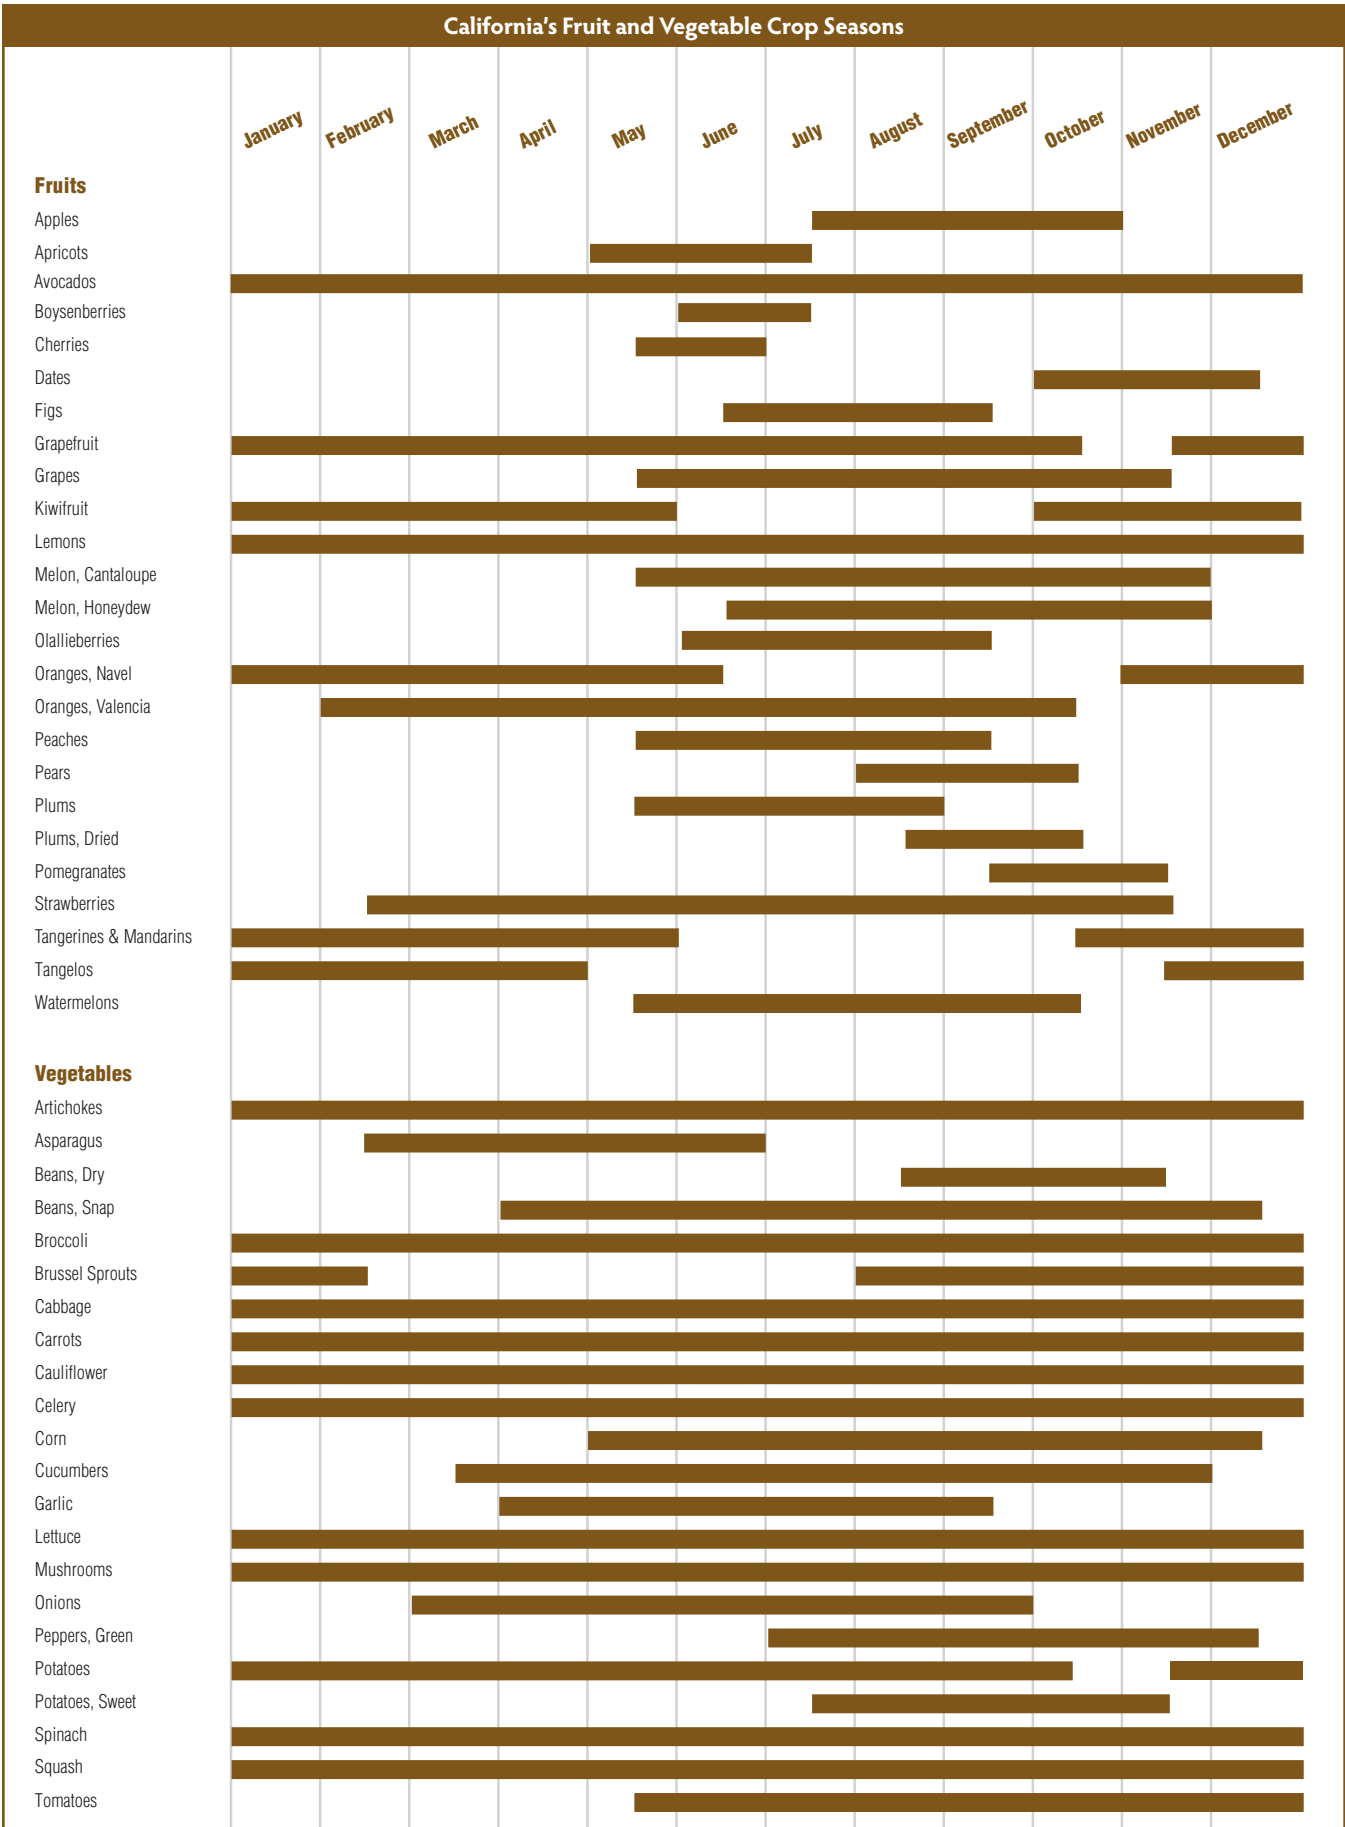 California's Fruit and Vegetable Crop Seasons
January
February
March
April
May
June
July
August
September
October
November
December
Fruits
Apples
Apricots
Avocados
Boysenberries
Cherries
Dates
Figs
Grapefruit
Grapes
Kiwifruit
Lemons
Melon, Cantaloupe
Melon, Honeydew
Olallieberries
Oranges, Navel
Oranges, Valencia
Peaches
Pears
Plums
Plums, Dried
Pomegranates
Strawberries
Tangerines & Mandarins
Tangelos
Watermelons
Vegetables
Artichokes
Asparagus
Beans, Dry
Beans, Snap
Broccoli
Brussel Sprouts
Cabbage
Carrots
Cauliflower
Celery
Corn
Cucumbers
Garlic
Lettuce
Mushrooms
Onions
Peppers, Green
Potatoes
Potatoes, Sweet
Spinach
Squash
Tomatoes